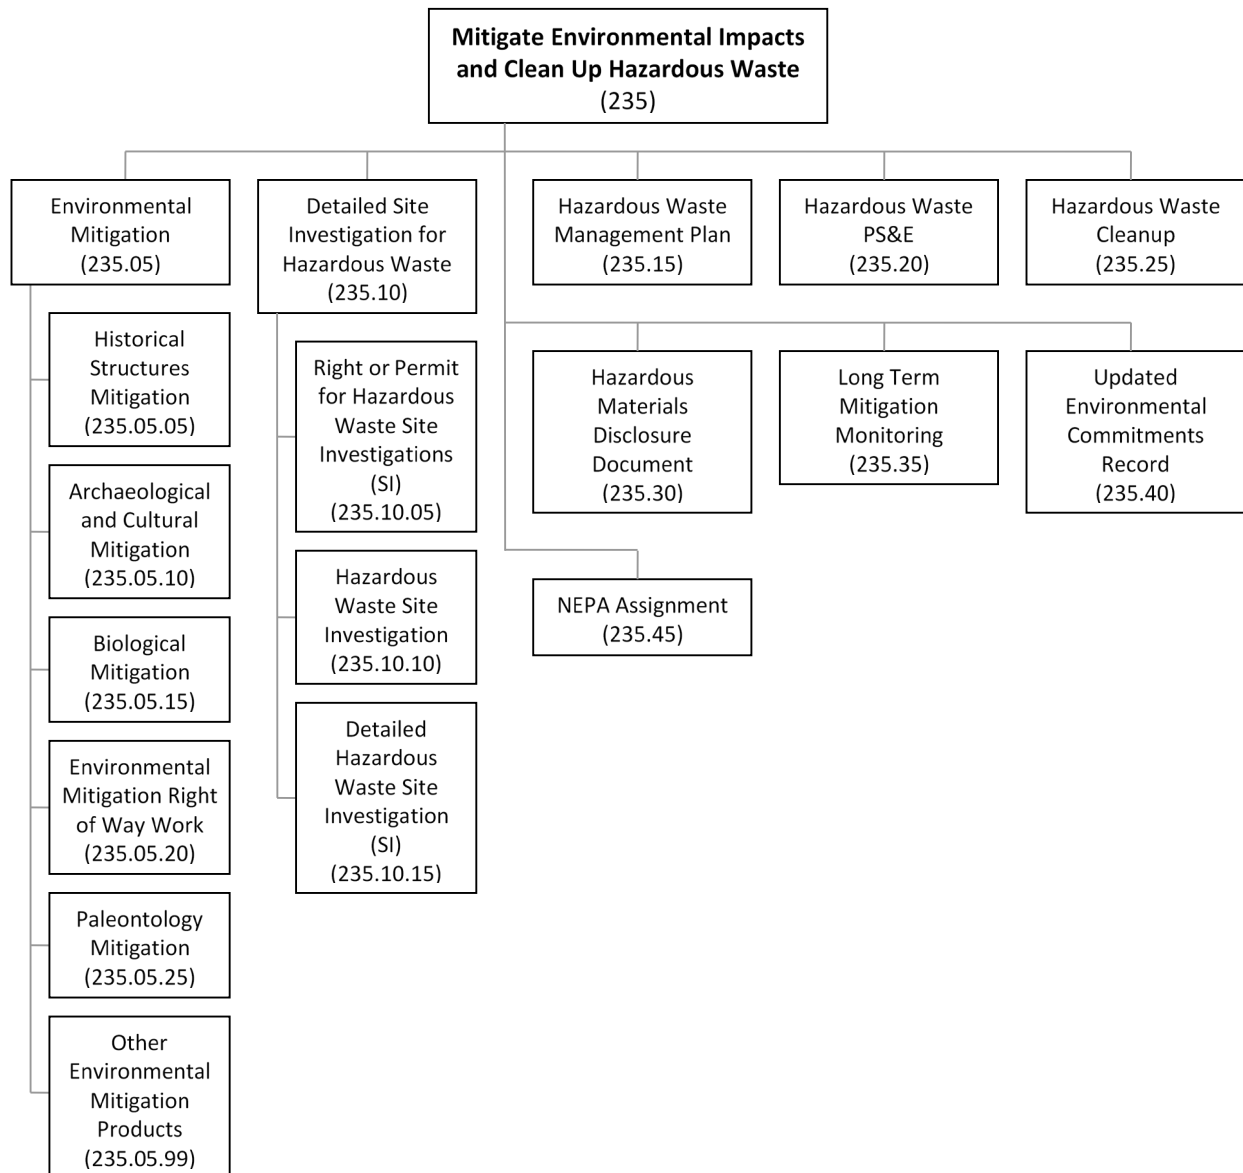 Mitigate Environmental Impacts
and Clean Up Hazardous Waste
(235)
Environmental
Mitigation
(235.05)
Historical
Structures
Mitigation
(235.05.05)
Archaeological
and Cultural
Mitigation
(235.05.10)
Biological
Mitigation
(235.05.15)
Environmental
Mitigation Right
of Way Work
(235.05.20)
Paleontology
Mitigation
(235.05.25)
Other
Environmental
Mitigation
Products
(235.05.99)
Detailed Site
Investigation for
Hazardous Waste
(235.10)
Right or Permit
for Hazardous
Waste Site
Investigations
(SI)
(235.10.05)
Hazardous
Waste Site
Investigation
(235.10.10)
Detailed
Hazardous
Waste Site
Investigation
(SI)
(235.10.15)
Hazardous Waste
Management Plan
(235.15)
Hazardous Waste
PS&E
(235.20)
Hazardous Waste
Cleanup
(235.25)
Hazardous
Materials
Disclosure
Document
(235.30)
Long Term
Mitigation
Monitoring
(235.35)
Updated
Environmental
Commitments
Record
(235.40)
NEPA Assignment
(235.45)